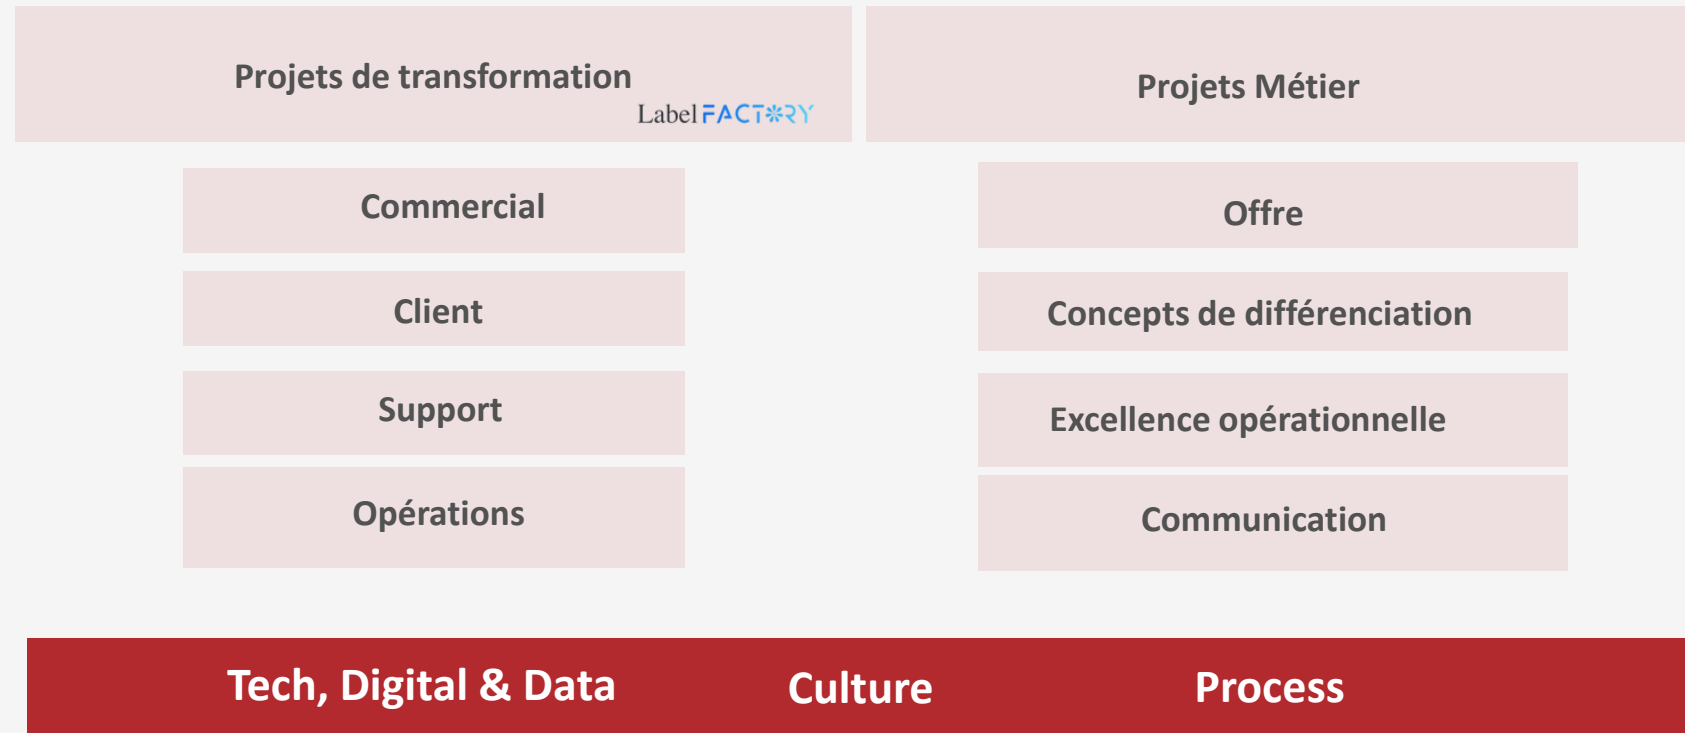 Projets de transformation
Label FACTORY
Projets Métier
Commercial
Client
Support
Opérations
Offre
Concepts de différenciation
Excellence opérationnelle
Communication
Tech, Digital & Data
Culture
Process